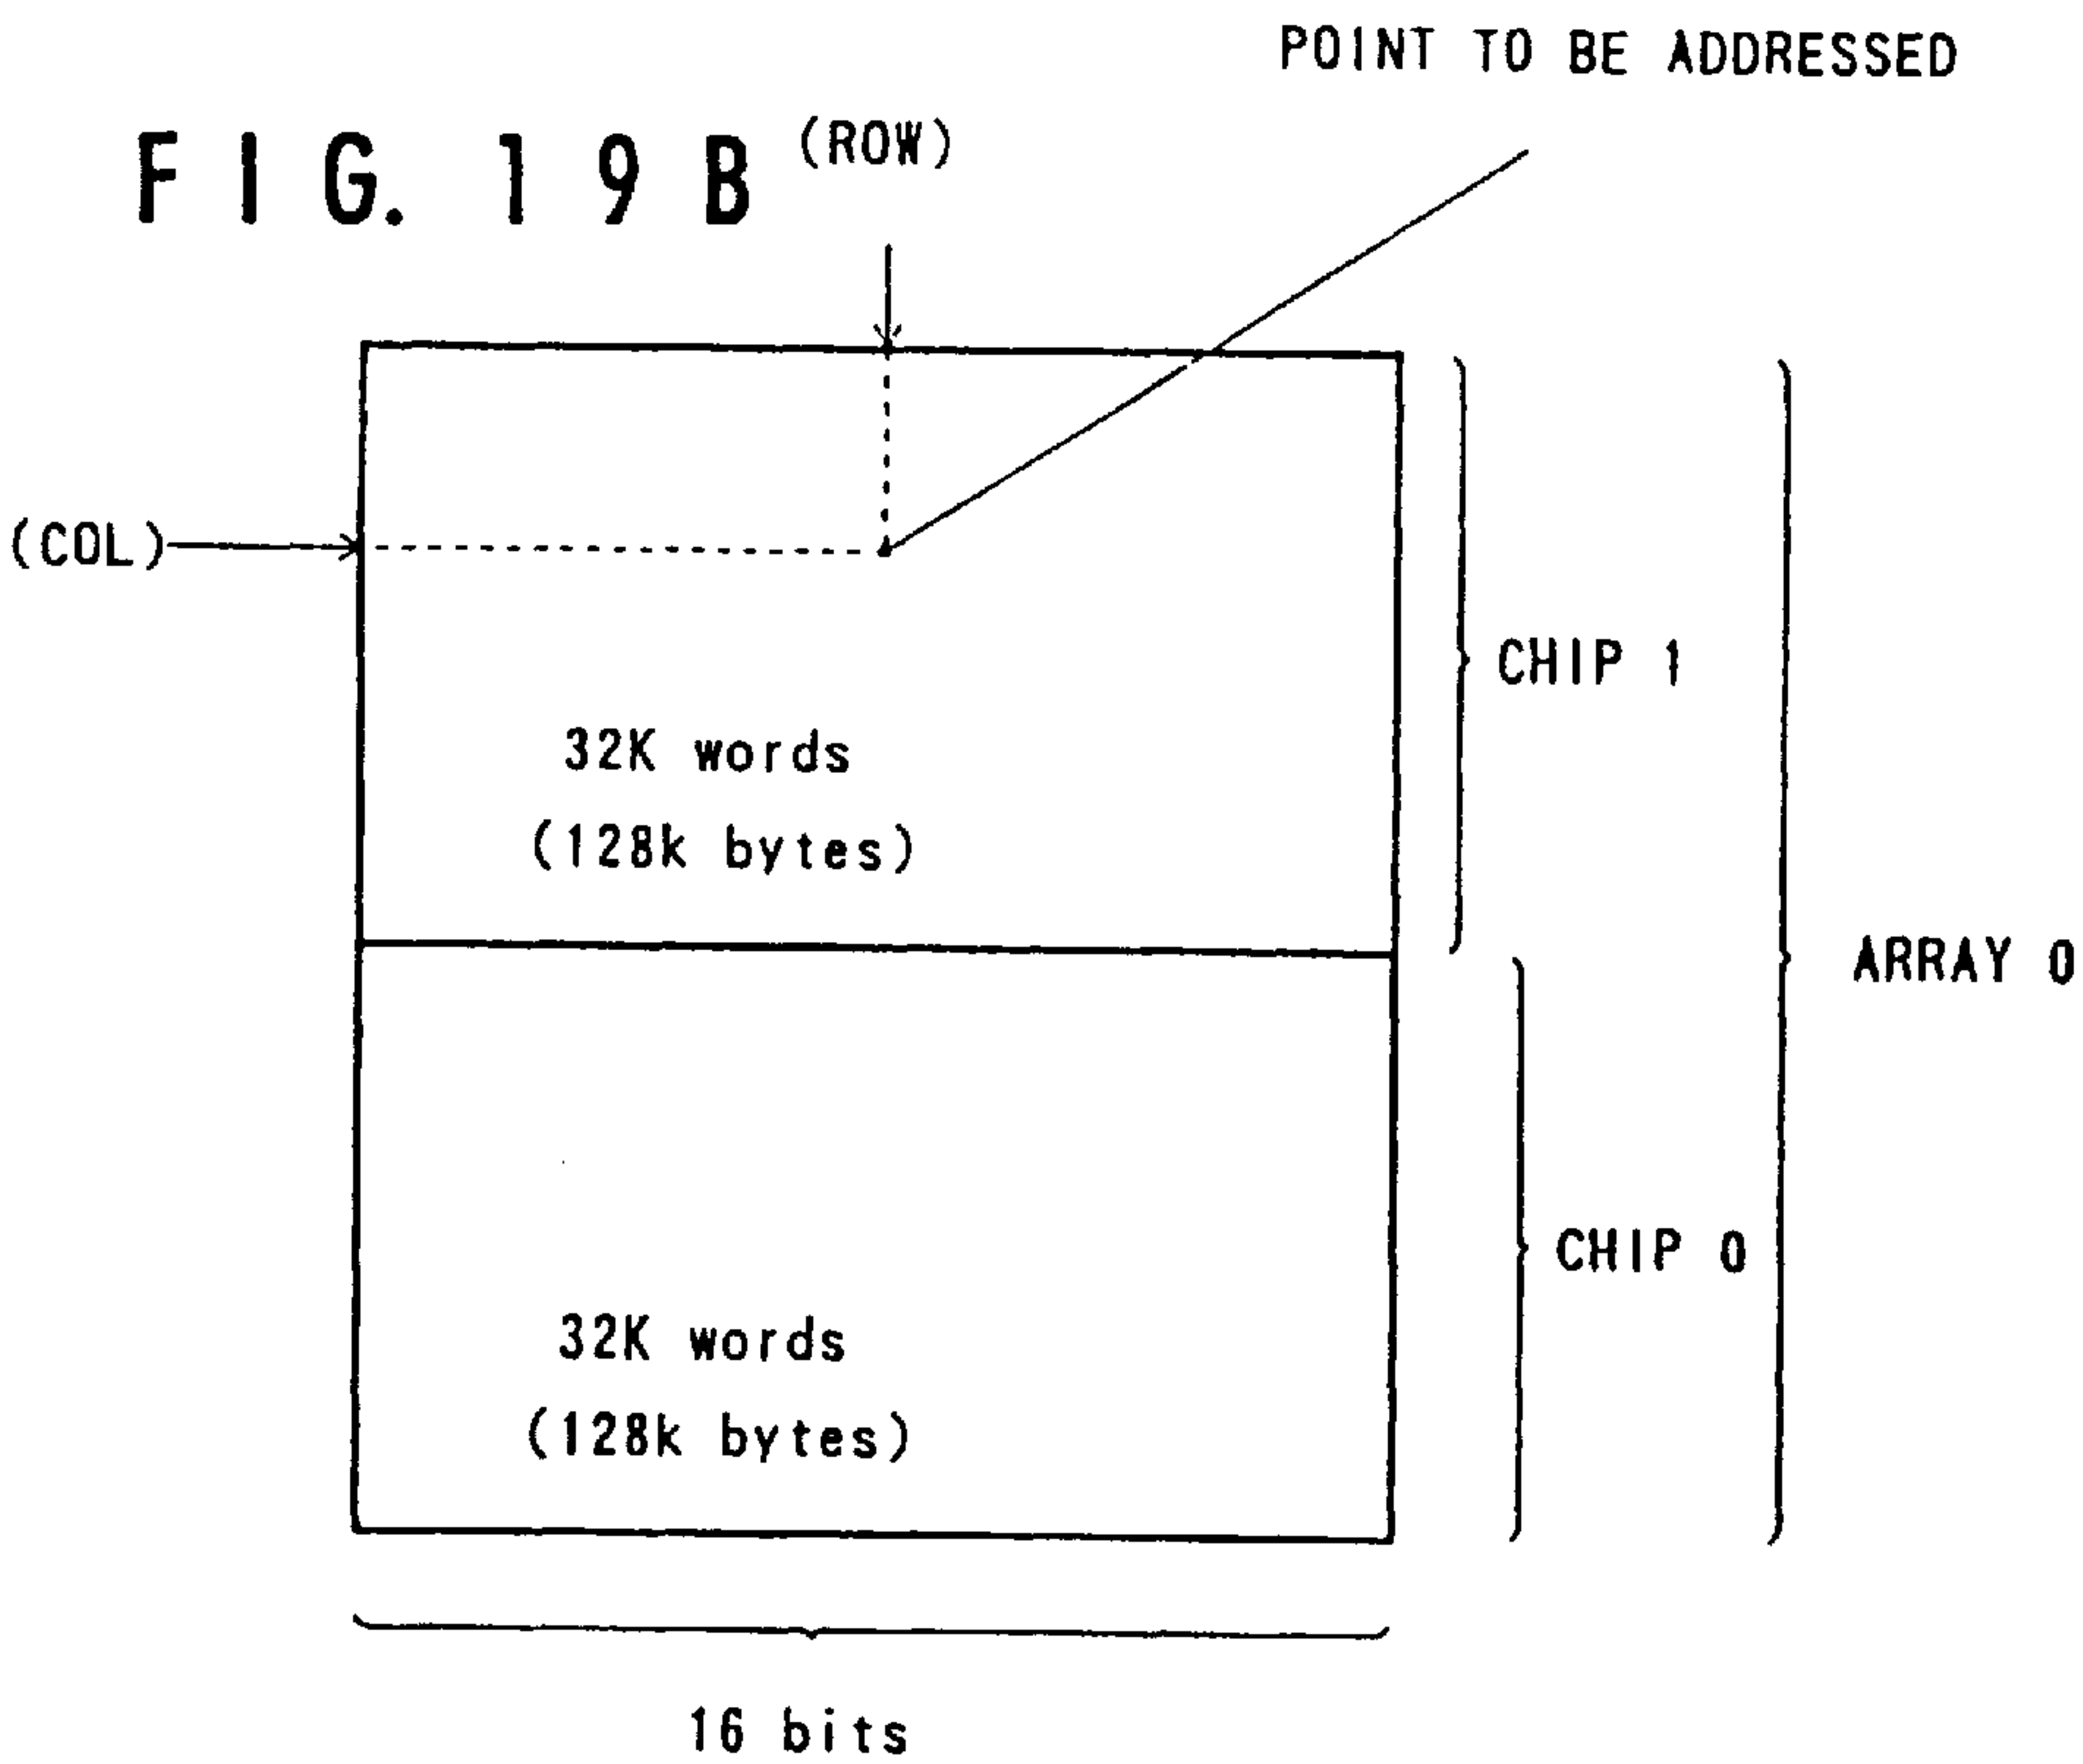 POINT TO BE ADDRESSED
FIG. 19B
(ROW)
(COL)
CHIP 1
32K words
(128k bytes)
ARRAY 0
CHIP 0
32K words
(128k bytes)
16 bits